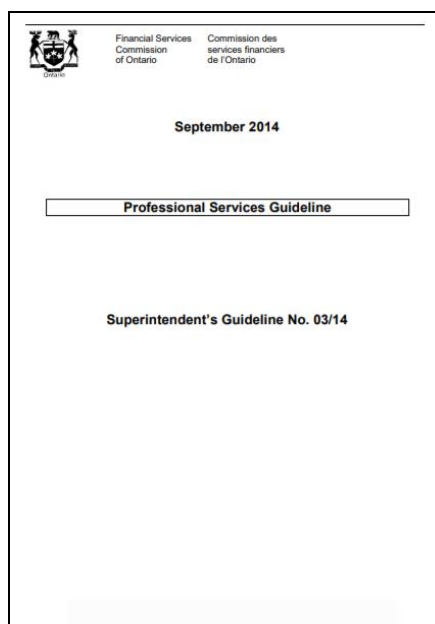 Financial Services
Commission
of Ontario
Commission des
services financiers
de l'Ontario
Ontario
September 2014
Professional Services Guideline
Superintendent's Guideline No. 03/14